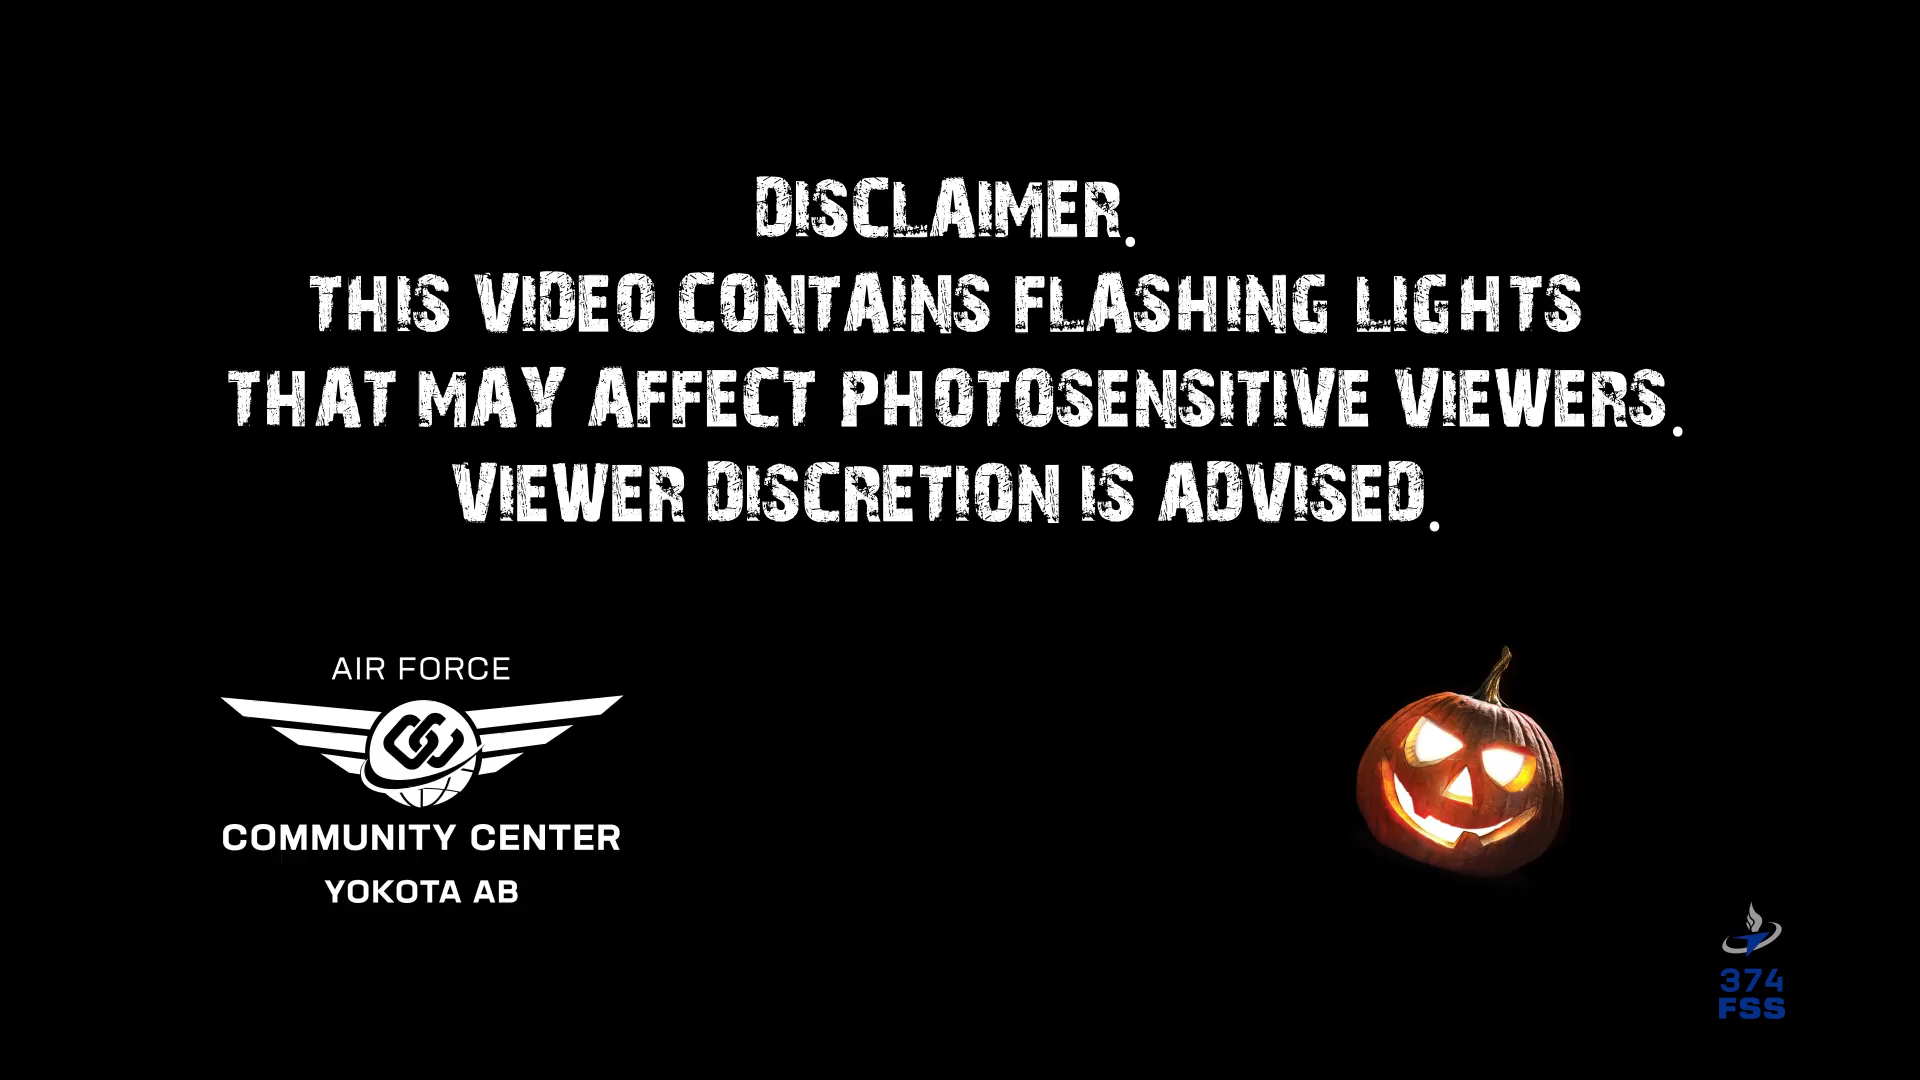 DISCLAIMER.
THIS VIDEO CONTAINS FLASHING LIGHTS
THAT MAY AFFECT PHOTOSENSITIVE VIEWERS.
VIEWER DISCRETION IS ADVISED.
AIR FORCE
COMMUNITY CENTER
YOKOTA AB
374
FSS